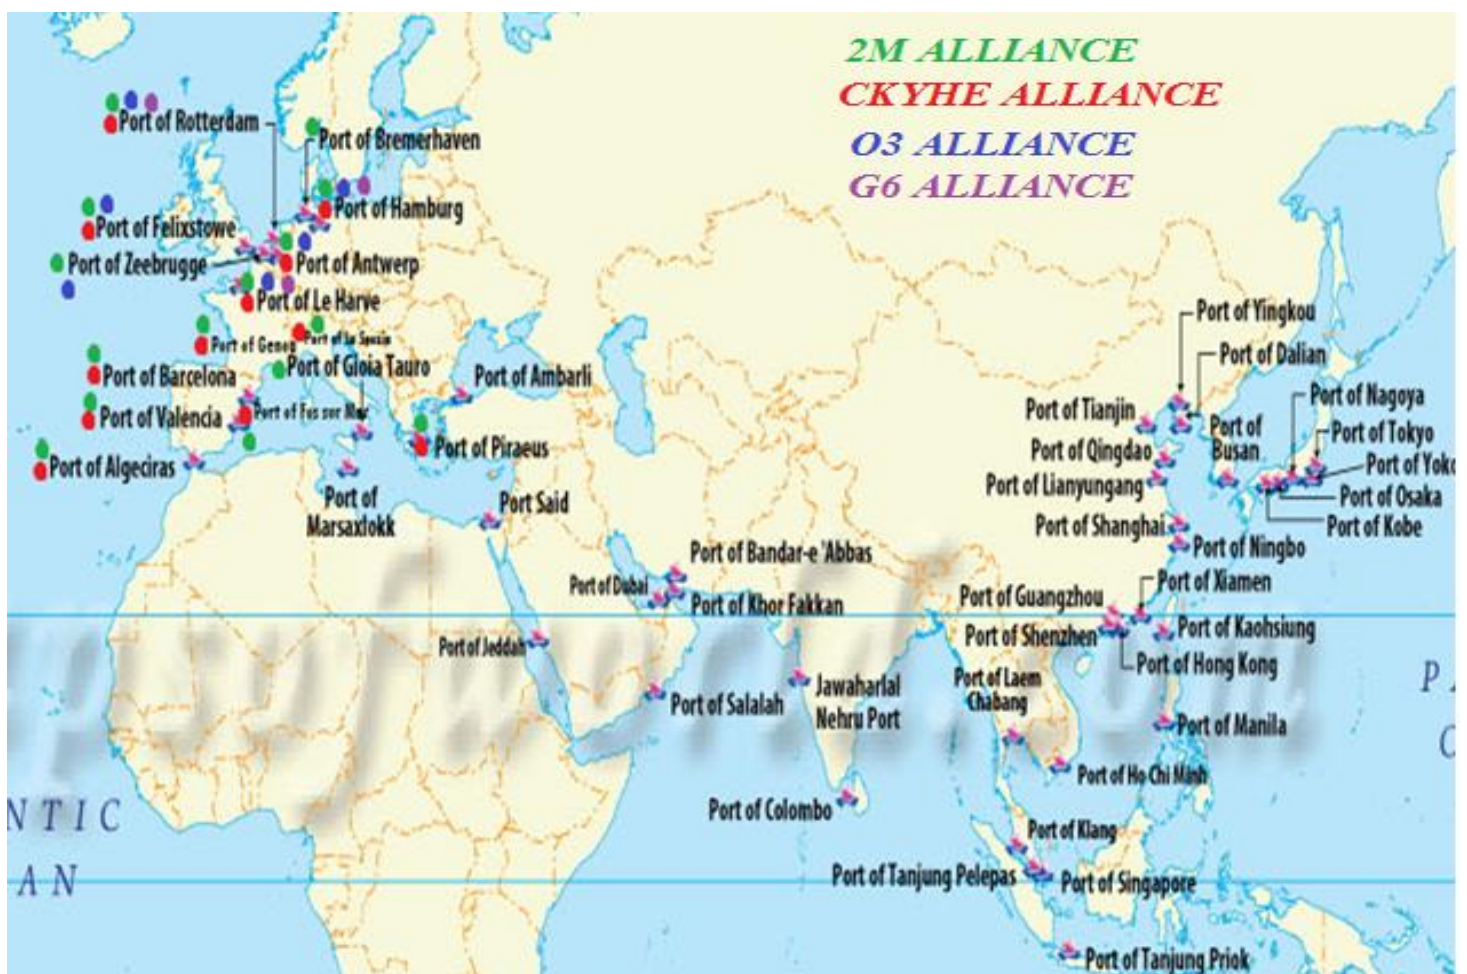 2M ALLIANCE
CKYHE ALLIANCE
O3 ALLIANCE
G6 ALLIANCE
Port of Rotterdam
Port of Bremerhaven
Port of Hamburg
Port of Felixstowe
Port of Zeebrugge
Port of Antwerp
Port of Le Harve
Port of Genoa
Port of La Spezia
Port of Gioia Tauro
Port of Barcelona
Port of Ambarli
Port of Valencia
Port of Fos sur Mar
Port of Piraeus
Port of Algeciras
Port of
Marsaxlokk
Port Said
Port of Yingkou
Port of Dalian
Port of Nagoya
Port of Tianjin
Port of
Busan
Port of Tokyo
Port of Qingdao
Port of Yoko
Port of Lianyungang
Port of Osaka
Port of Shanghai
Port of Kobe
Port of Ningbo
Port of Bandar-e 'Abbas
Port of Dubai
Port of Khor Fakkan
Port of Xiamen
Port of Guangzhou
Port of Shenzhen
Port of Kaohsiung
Port of Hong Kong
Port of Jeddah
Port of Salalah
Jawaharlal
Nehru Port
Port of Laem
Chabang
Port of Manila
Port of Ho Chi Minh
Port of Colombo
Port of Klang
Port of Tanjung Pelepas
Port of Singapore
Port of Tanjung Priok
NTIC
AN
P
apsofworld.com